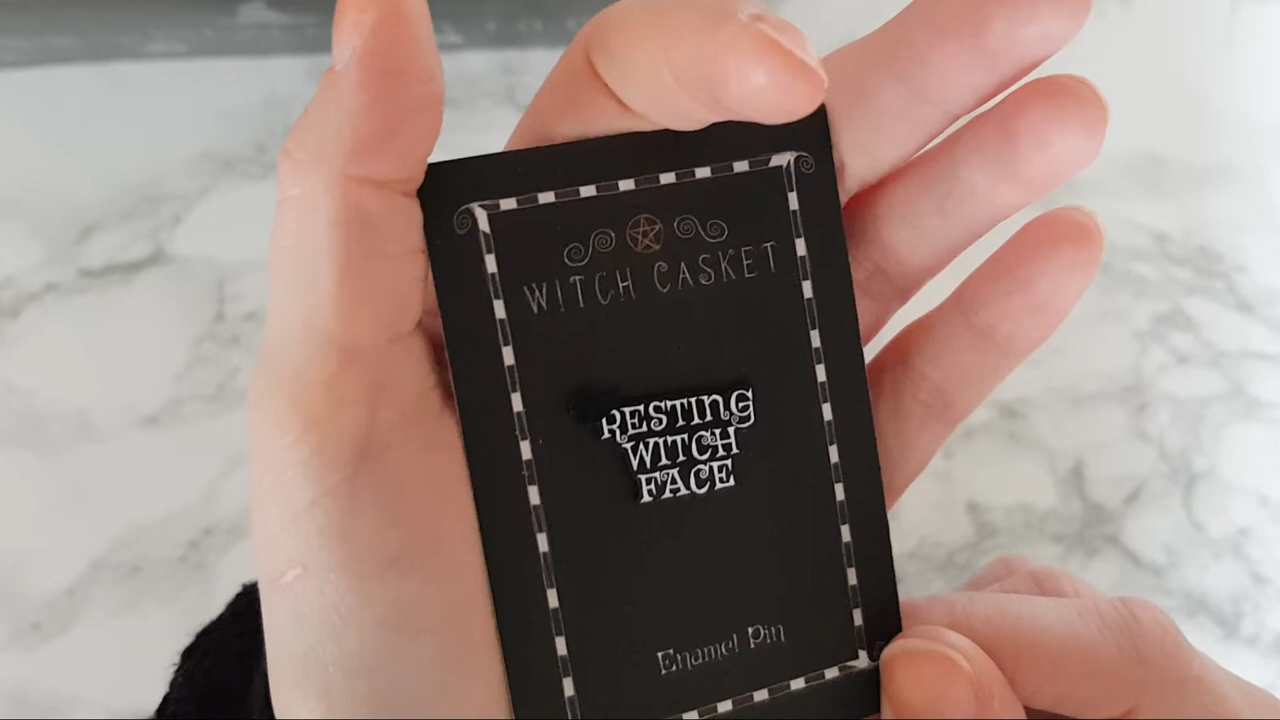 WITCH CASKET
RESTING
WITCH
FACE
Enamel Pin